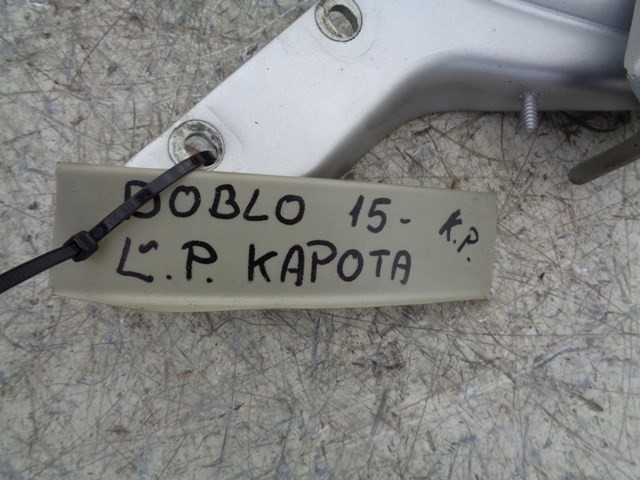 DOBLO 15- K.P.
L.P. KAPOTA